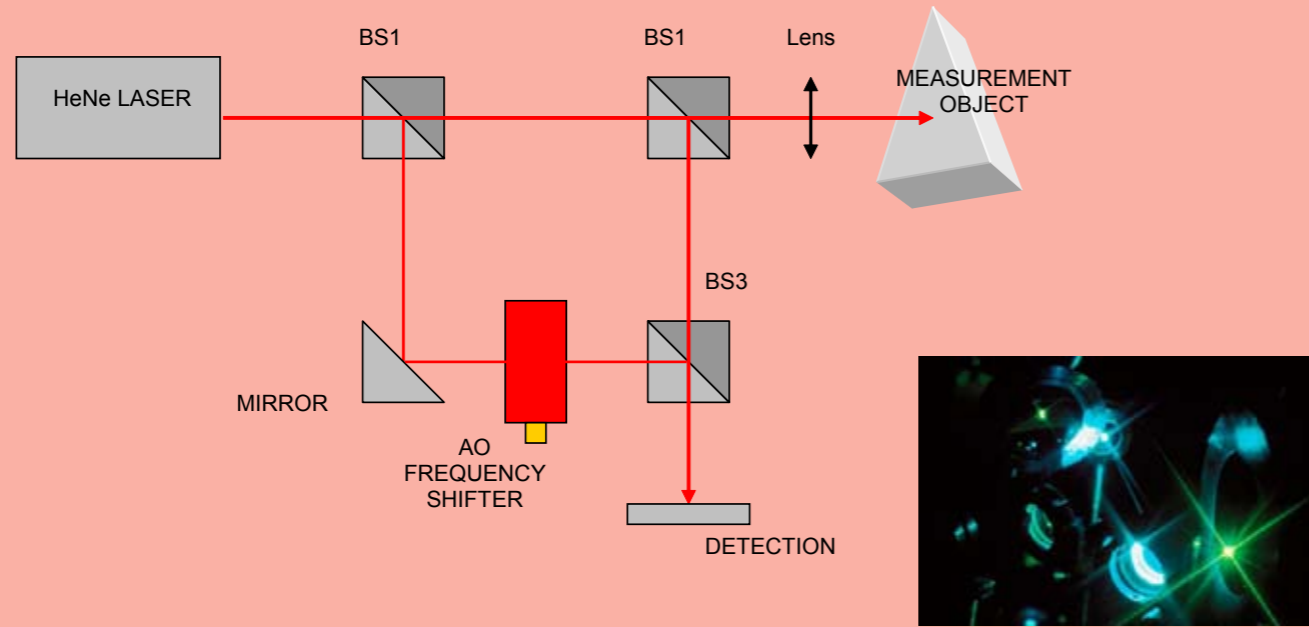 BS1
BS1
Lens
HeNe LASER
MEASUREMENT
OBJECT
BS3
MIRROR
AO
FREQUENCY
SHIFTER
DETECTION